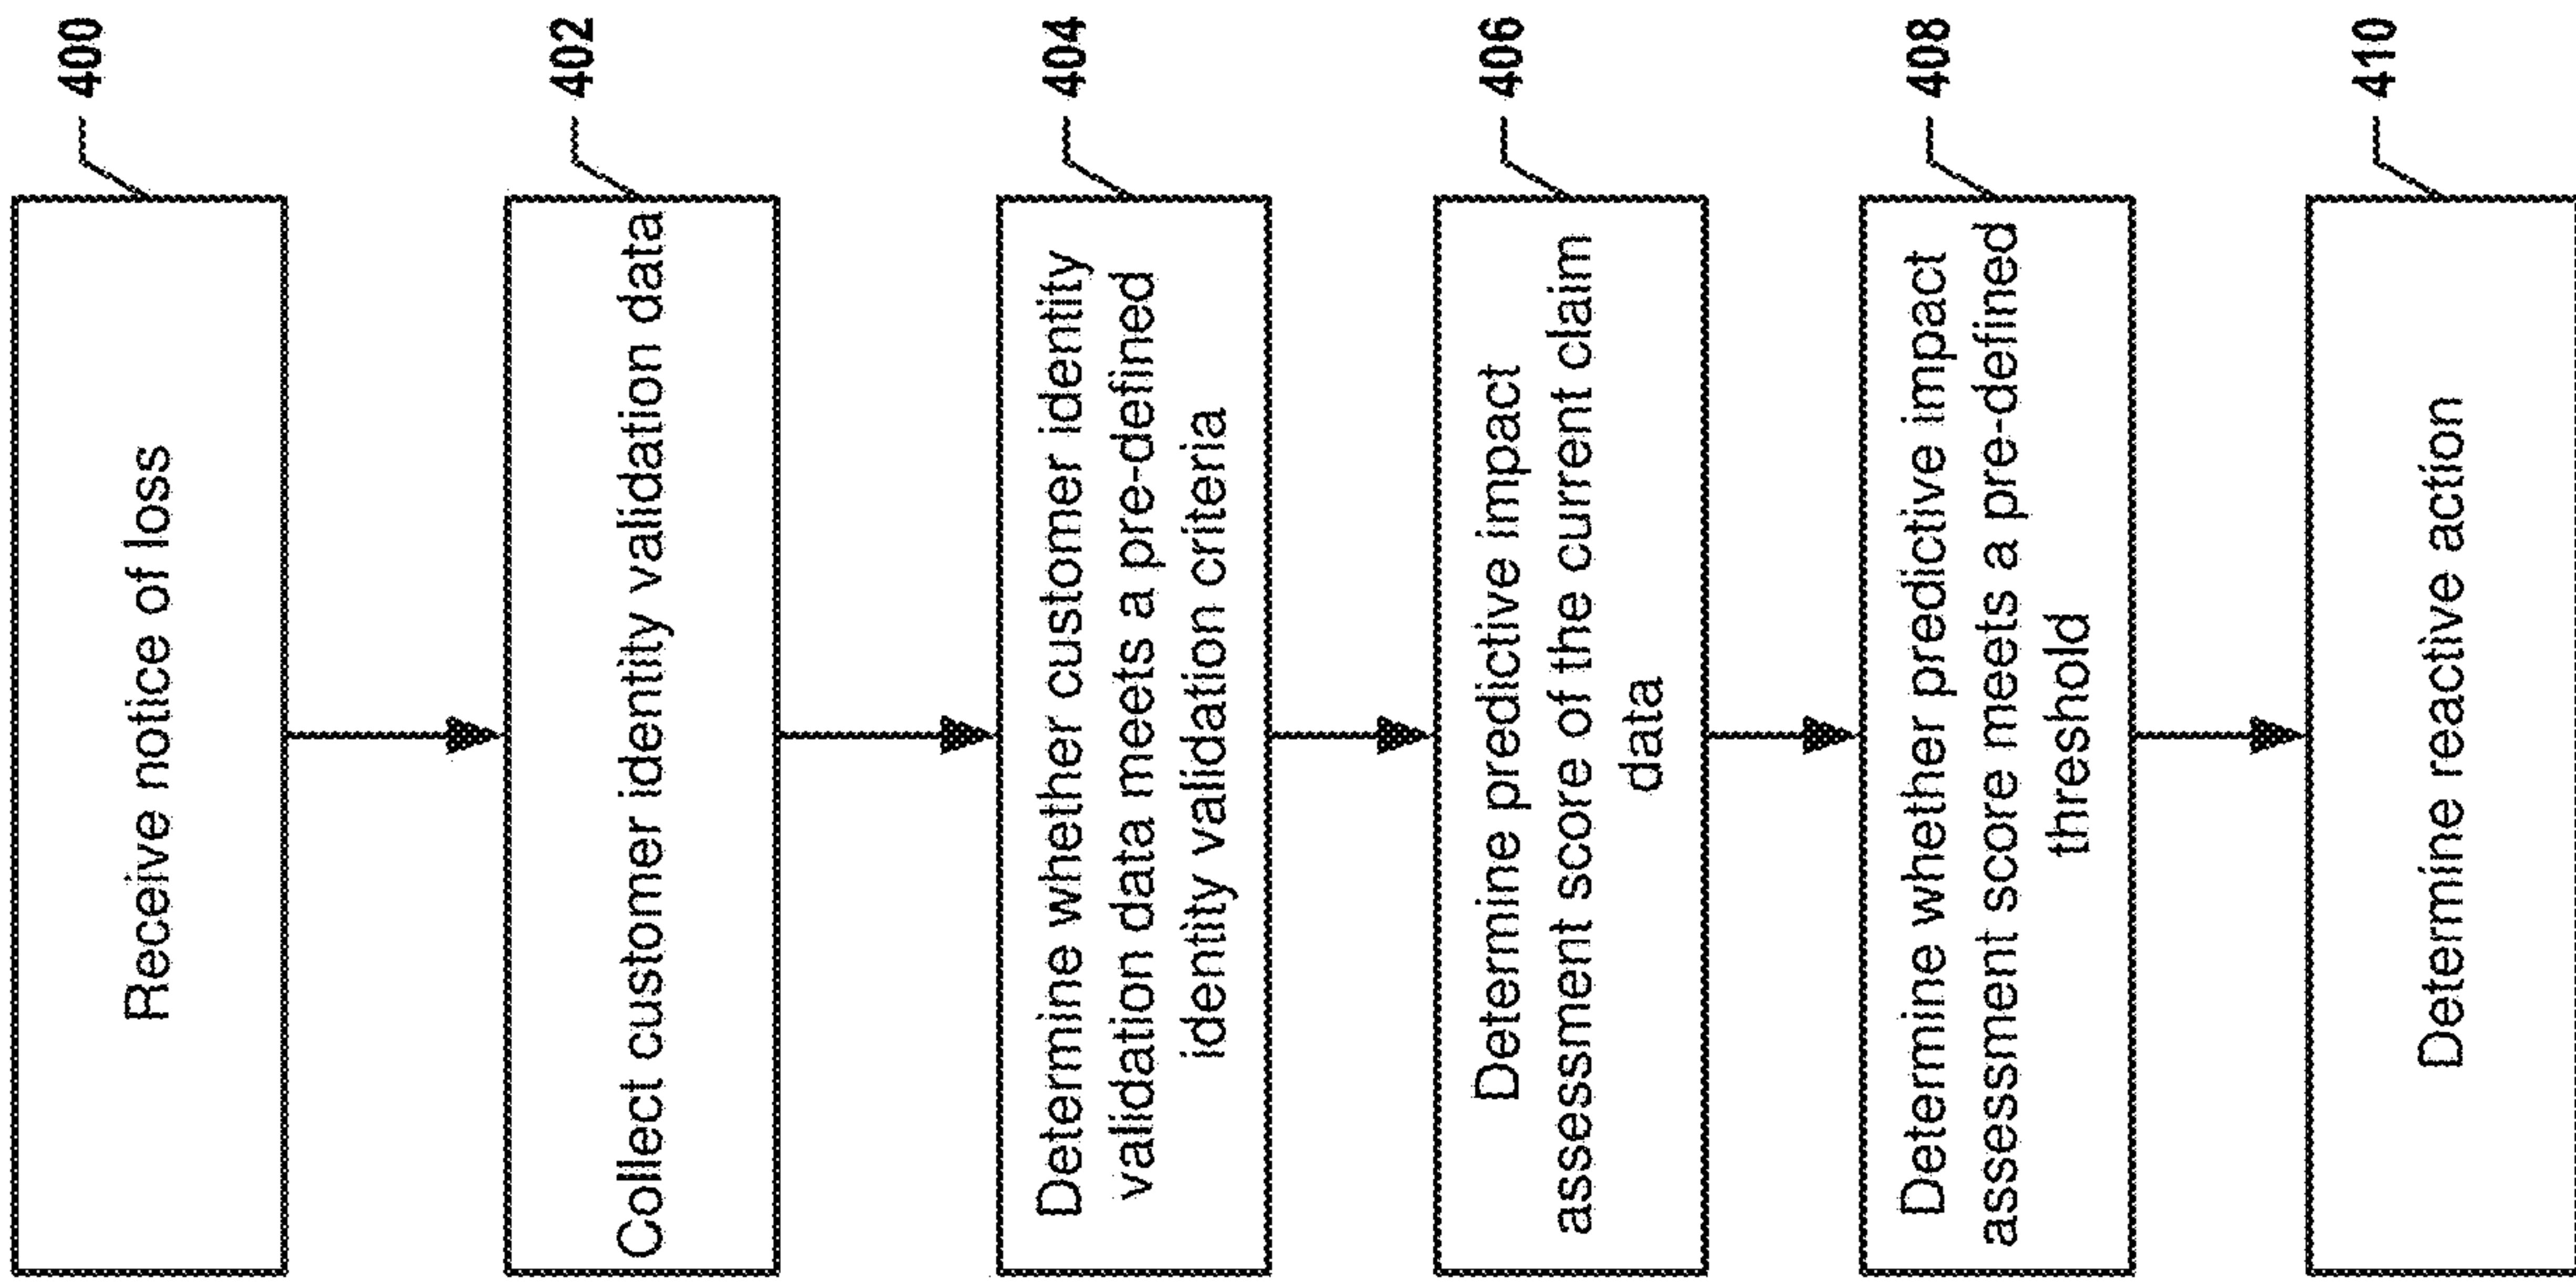 Receive notice of loss
400
Collect customer identity validation data
402
Determine whether customer identity
validation data meets a pre-defined
identity validation criteria
404
Determine predictive impact
assessment score of the current claim
data
406
Determine whether predictive impact
assessment score meets a pre-defined
threshold
408
Determine reactive action
410